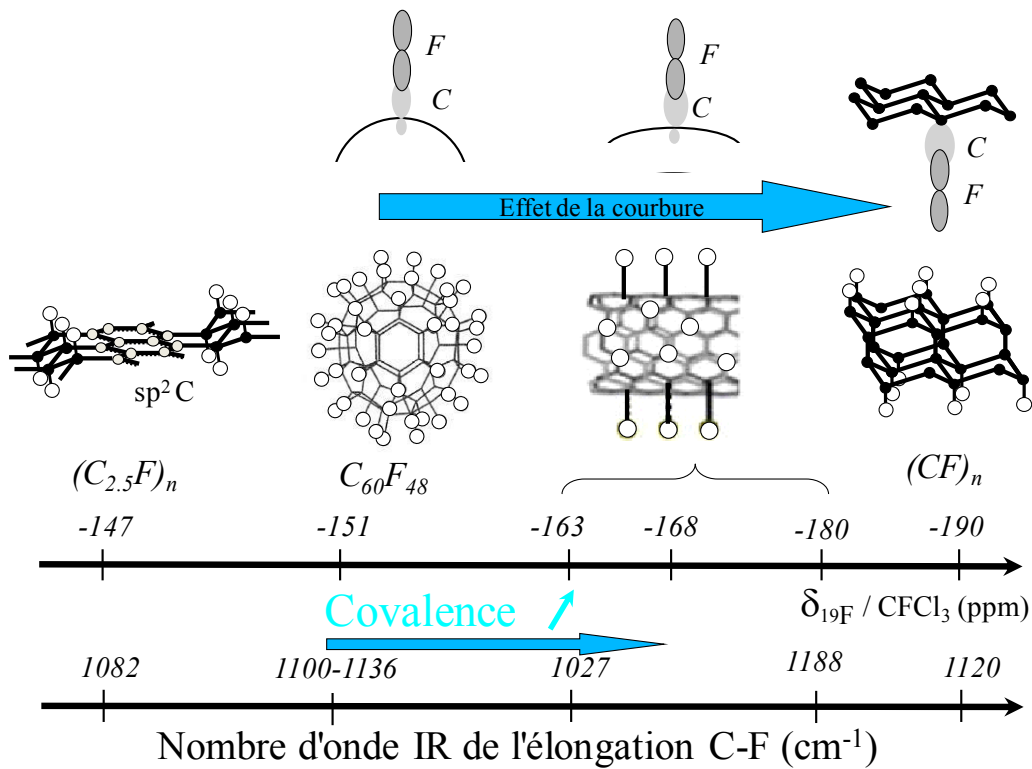 F
C
F
C
C
F
Effet de la courbure
sp² C
(C₂.₅F)ₙ
C₆₀F₄₈
(CF)ₙ
-147 -151 -163 -168 -180 -190
δ₁₉F / CFCl₃ (ppm)
Covalence
1082 1100-1136 1027 1188 1120
Nombre d'onde IR de l'élongation C-F (cm⁻¹)